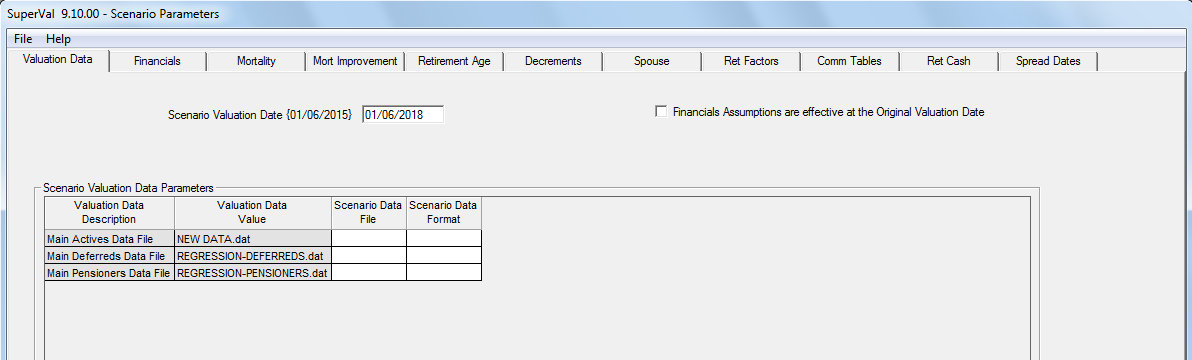 SuperVal 9.10.00 - Scenario Parameters
File Help
Valuation Data Financials Mortality Mort Improvement Retirement Age Decrements Spouse Ret Factors Comm Tables Ret Cash Spread Dates
Scenario Valuation Date {01/06/2015} 01/06/2018 Financials Assumptions are effective at the Original Valuation Date
Scenario Valuation Data Parameters
Valuation Data Valuation Data Scenario Data Scenario Data
Description Value File Format
Main Actives Data File NEW DATA.dat
Main Deferreds Data File REGRESSION-DEFERREDS.dat
Main Pensioners Data File REGRESSION-PENSIONERS.dat